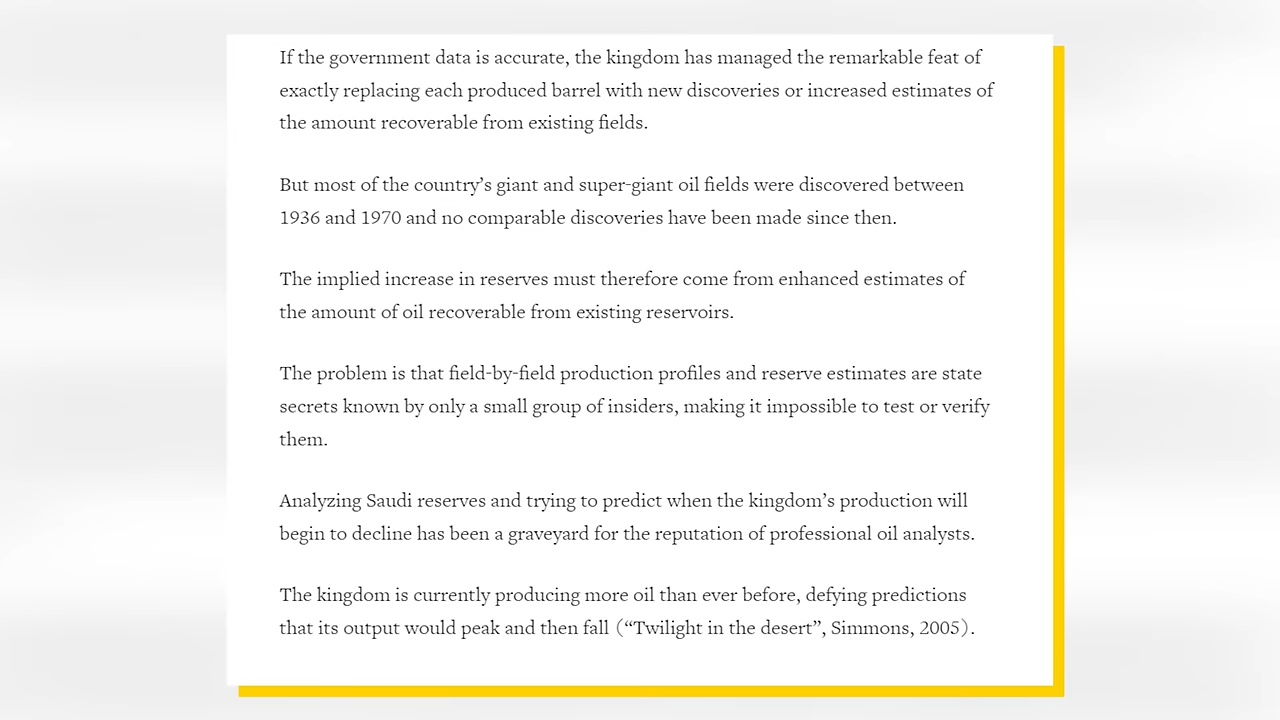 If the government data is accurate, the kingdom has managed the remarkable feat of
exactly replacing each produced barrel with new discoveries or increased estimates of
the amount recoverable from existing fields.
But most of the country’s giant and super-giant oil fields were discovered between
1936 and 1970 and no comparable discoveries have been made since then.
The implied increase in reserves must therefore come from enhanced estimates of
the amount of oil recoverable from existing reservoirs.
The problem is that field-by-field production profiles and reserve estimates are state
secrets known by only a small group of insiders, making it impossible to test or verify
them.
Analyzing Saudi reserves and trying to predict when the kingdom’s production will
begin to decline has been a graveyard for the reputation of professional oil analysts.
The kingdom is currently producing more oil than ever before, defying predictions
that its output would peak and then fall (“Twilight in the desert”, Simmons, 2005).